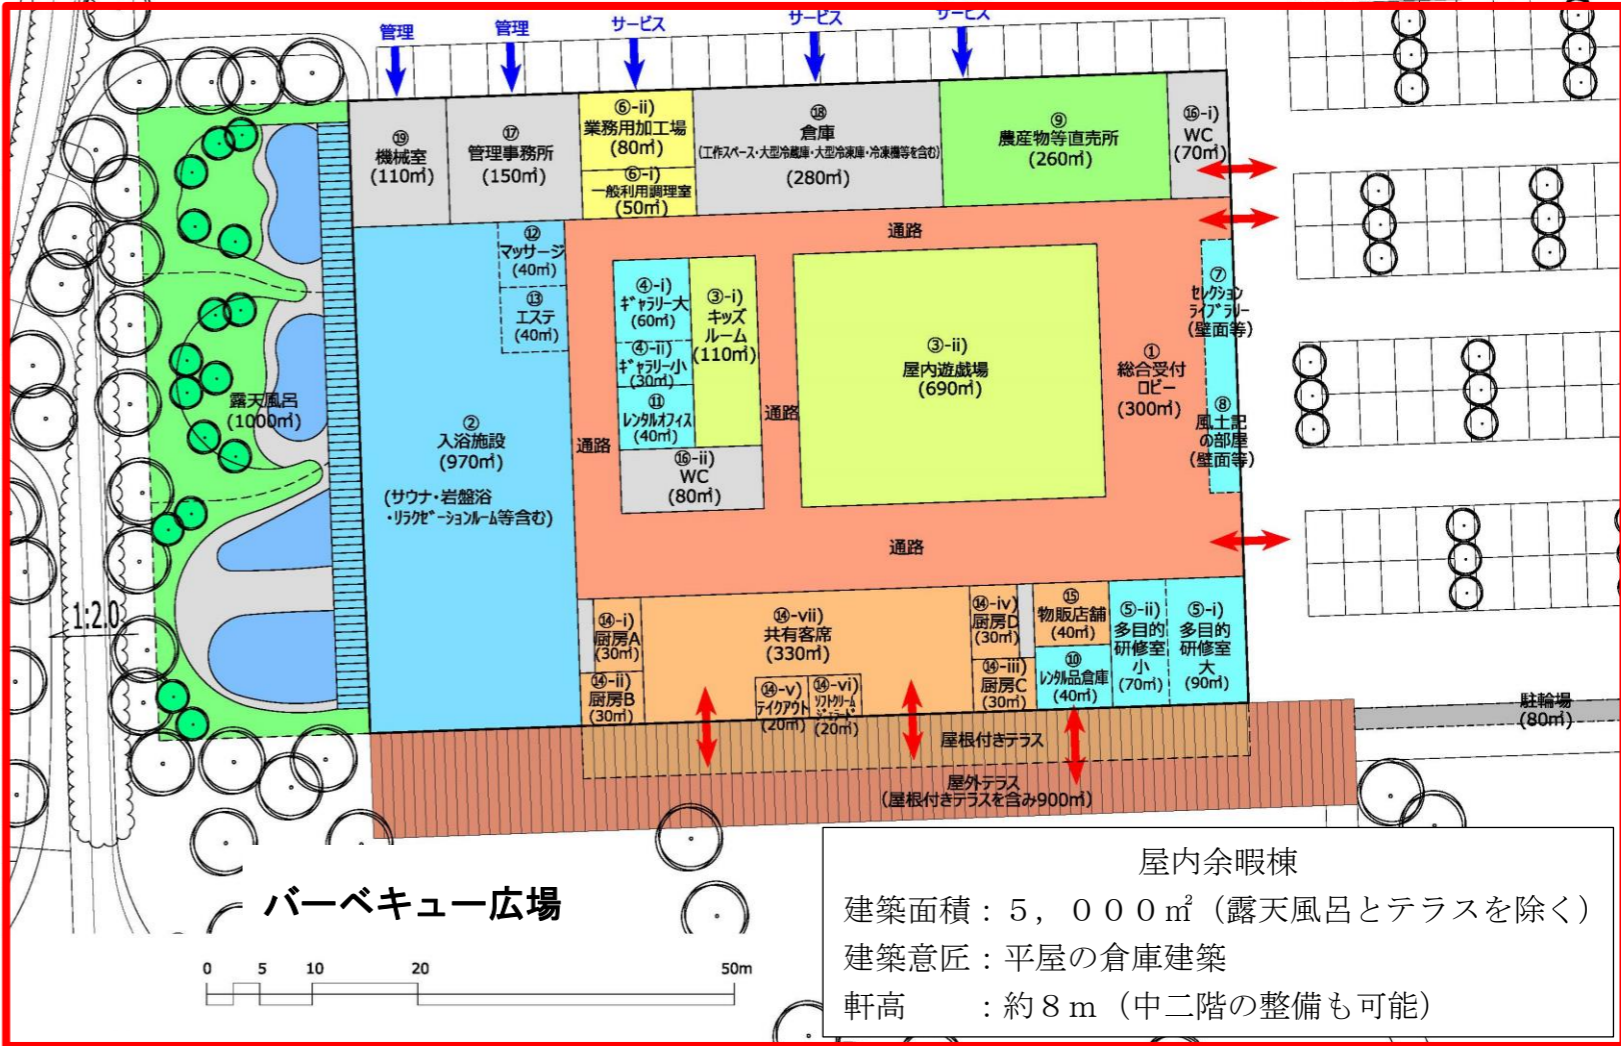 管理
管理
サービス
サービス
サービス
⑲
機械室
(110㎡)
⑰
管理事務所
(150㎡)
⑥-ii)
業務用加工場
(80㎡)
⑥-i)
一般利用調理室
(50㎡)
⑱
倉庫
(工作スペース・大型冷蔵庫・大型冷凍庫・冷凍機等を含む)
(280㎡)
⑨
農産物等直売所
(260㎡)
⑯-i)
WC
(70㎡)
通路
⑫
マッサージ
(40㎡)
⑬
エステ
(40㎡)
④-i)
ギャラリー大
(60㎡)
④-ii)
ギャラリー小
(30㎡)
⑪
レンタルオフィス
(40㎡)
③-i)
キッズ
ルーム
(110㎡)
⑯-ii)
WC
(80㎡)
通路
通路
③-ii)
屋内遊戯場
(690㎡)
①
総合受付
ロビー
(300㎡)
⑦
セレクション
ライブラリー
(壁面等)
⑧
風土記
の部屋
(壁面等)
露天風呂
(1000㎡)
②
入浴施設
(970㎡)
(サウナ・岩盤浴
・リラクゼーションルーム等含む)
通路
1:2.0
⑭-i)
厨房A
(30㎡)
⑭-ii)
厨房B
(30㎡)
⑭-vii)
共有客席
(330㎡)
⑭-v)
テイクアウト
(20㎡)
⑭-vi)
ソフトクリーム
(20㎡)
⑭-iv)
厨房D
(30㎡)
⑭-iii)
厨房C
(30㎡)
⑮
物販店舗
(40㎡)
⑩
レンタル品倉庫
(40㎡)
⑤-ii)
多目的
研修室
小
(70㎡)
⑤-i)
多目的
研修室
大
(90㎡)
駐輪場
(80㎡)
屋根付きテラス
屋外テラス
(屋根付きテラスを含み900㎡)
バーベキュー広場
0 5 10 20 50m
屋内余暇棟
建築面積：５，０００㎡（露天風呂とテラスを除く）
建築意匠：平屋の倉庫建築
軒高　　：約８ｍ（中二階の整備も可能）